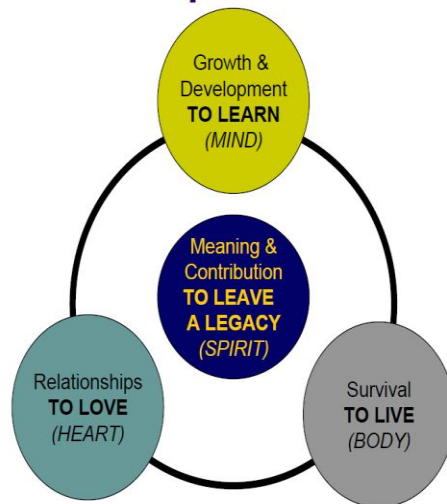 Growth &
Development
TO LEARN
(MIND)
Meaning &
Contribution
TO LEAVE
A LEGACY
(SPIRIT)
Relationships
TO LOVE
(HEART)
Survival
TO LIVE
(BODY)